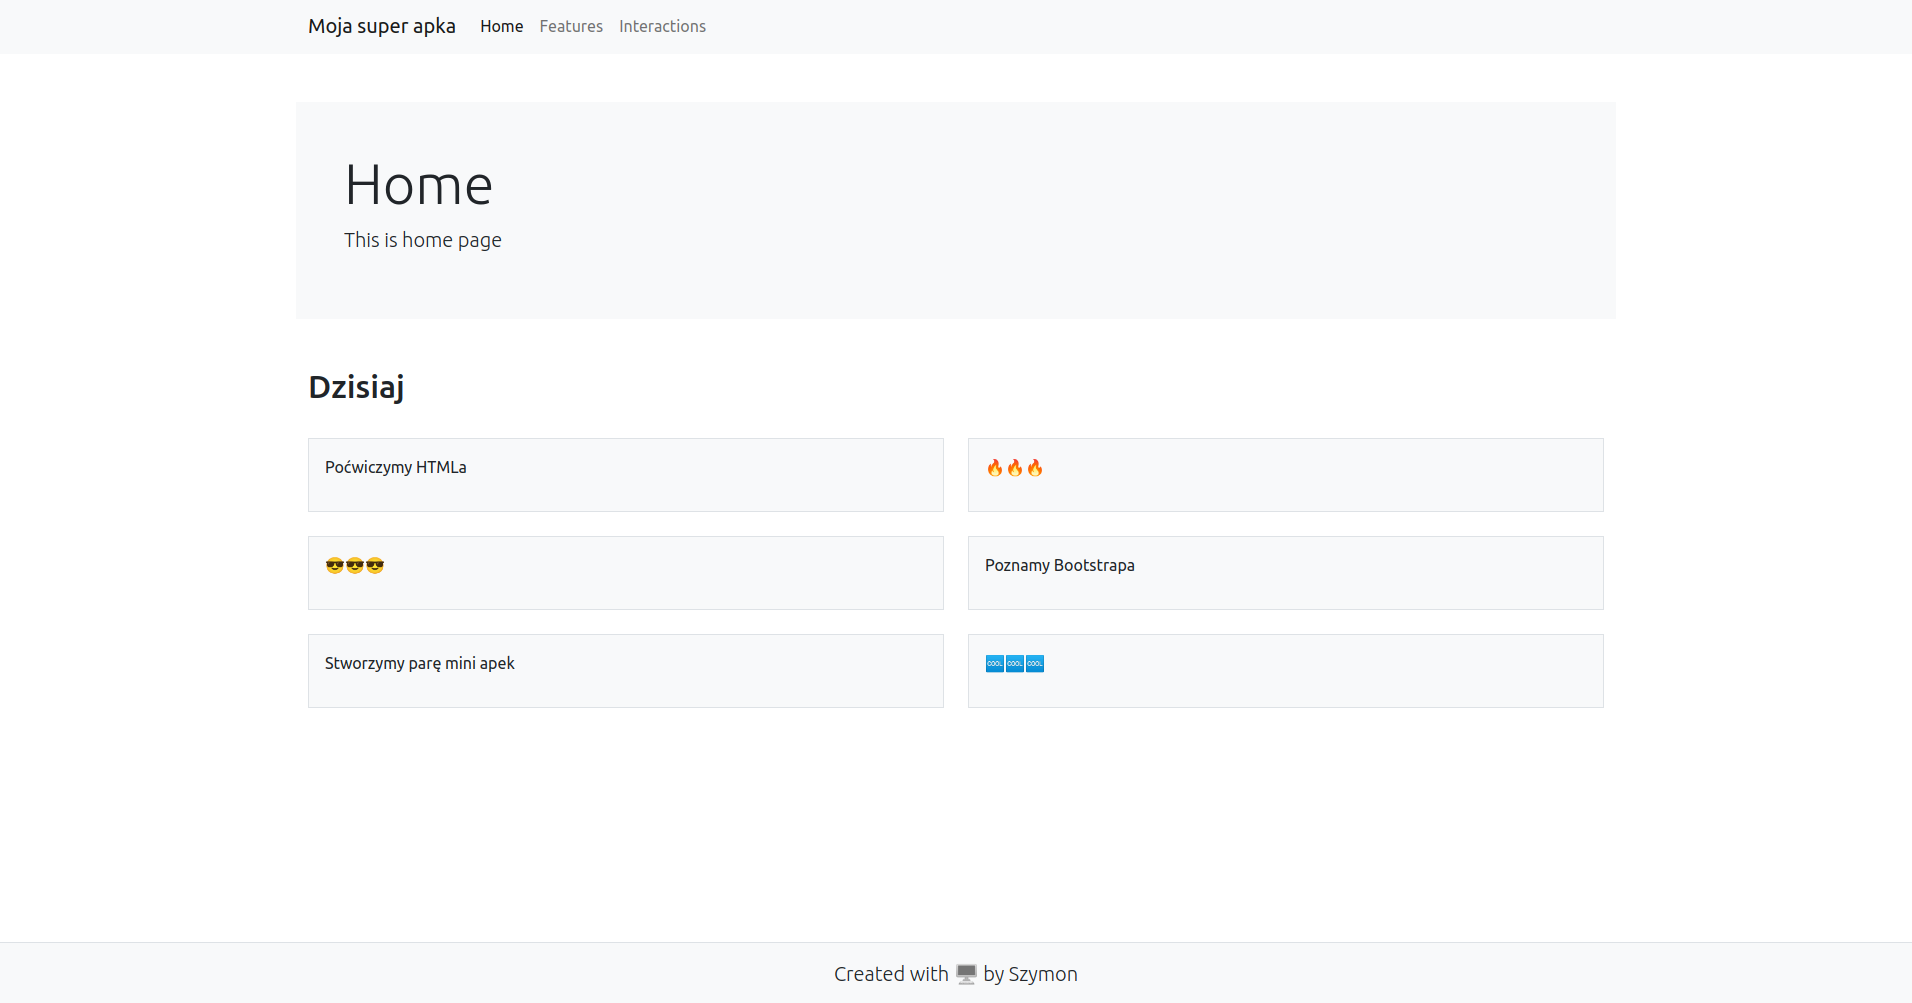 Moja super apka Home Features Interactions
Home
This is home page
Dzisiaj
Poćwiczymy HTMLa
🔥🔥🔥
😎😎😎
Poznamy Bootstrapa
Stworzymy parę mini apek
🆒🆒🆒
Created with 🖥️ by Szymon